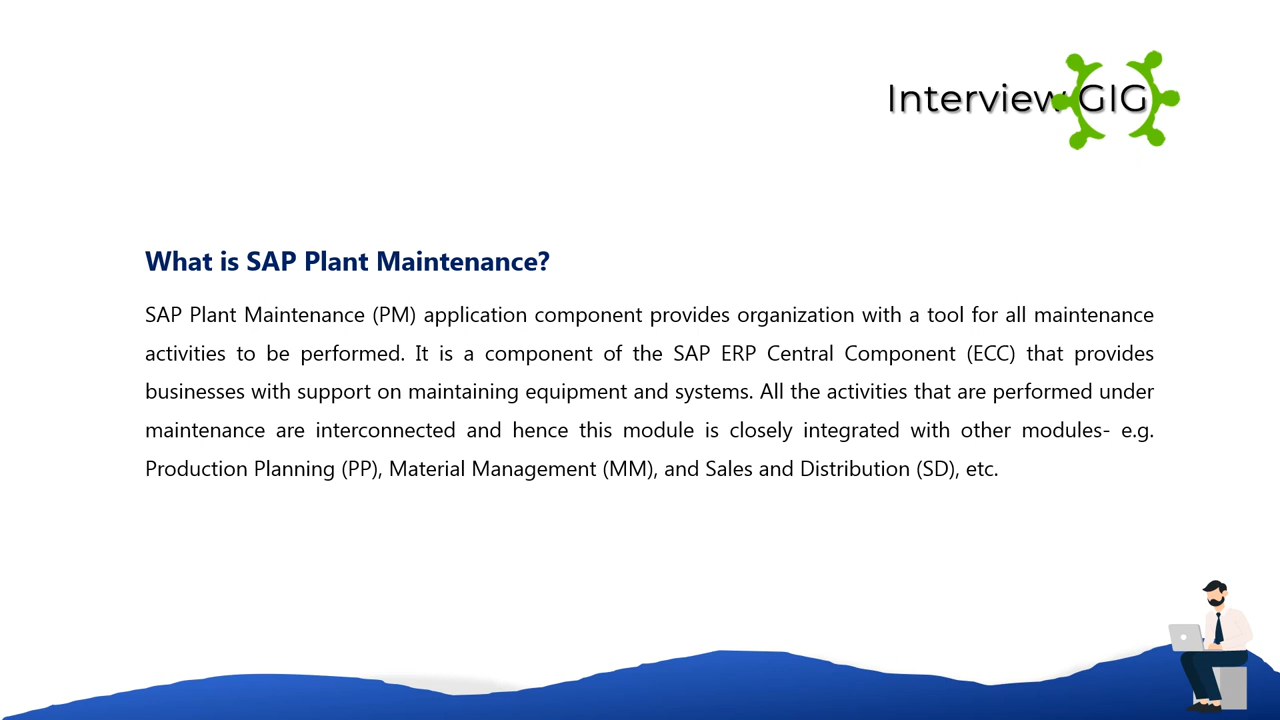 Interview GIG
What is SAP Plant Maintenance?
SAP Plant Maintenance (PM) application component provides organization with a tool for all maintenance
activities to be performed. It is a component of the SAP ERP Central Component (ECC) that provides
businesses with support on maintaining equipment and systems. All the activities that are performed under
maintenance are interconnected and hence this module is closely integrated with other modules- e.g.
Production Planning (PP), Material Management (MM), and Sales and Distribution (SD), etc.